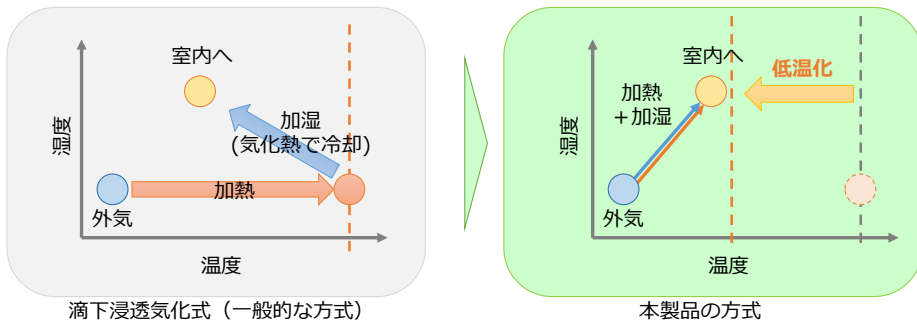 室内へ
加湿
(気化熱で冷却)
湿度
加熱
外気
温度
滴下浸透気化式（一般的な方式）
室内へ
低温化
加熱
＋加湿
湿度
外気
温度
本製品の方式